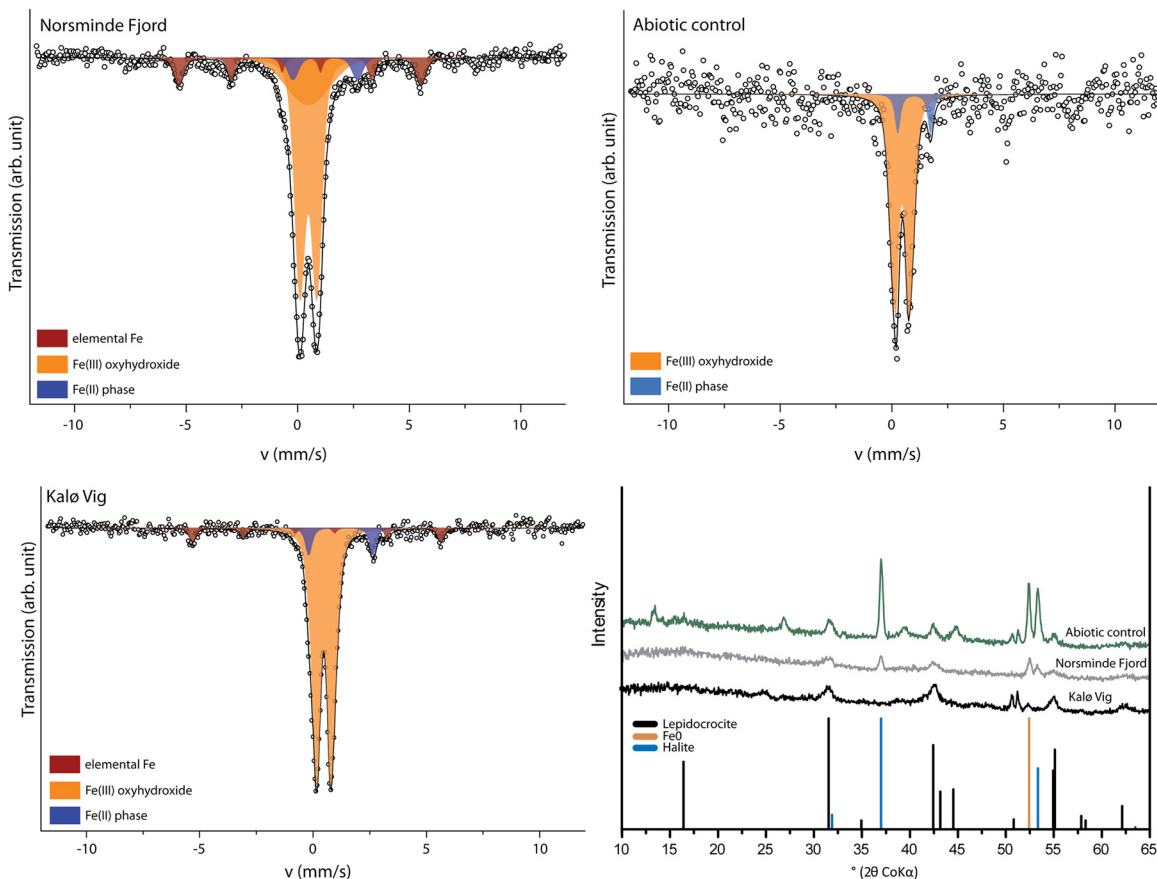 Norsminde Fjord
Transmission (arb. unit)
elemental Fe
Fe(III) oxyhydroxide
Fe(II) phase
-10 -5 0 5 10
v (mm/s)
Abiotic control
Transmission (arb. unit)
Fe(III) oxyhydroxide
Fe(II) phase
-10 -5 0 5 10
v (mm/s)
Kalø Vig
Transmission (arb. unit)
elemental Fe
Fe(III) oxyhydroxide
Fe(II) phase
-10 -5 0 5 10
v (mm/s)
Intensity
Abiotic control
Norsminde Fjord
Kalø Vig
Lepidocrocite
Fe0
Halite
10 15 20 25 30 35 40 45 50 55 60 65
° (2θ CoKα)